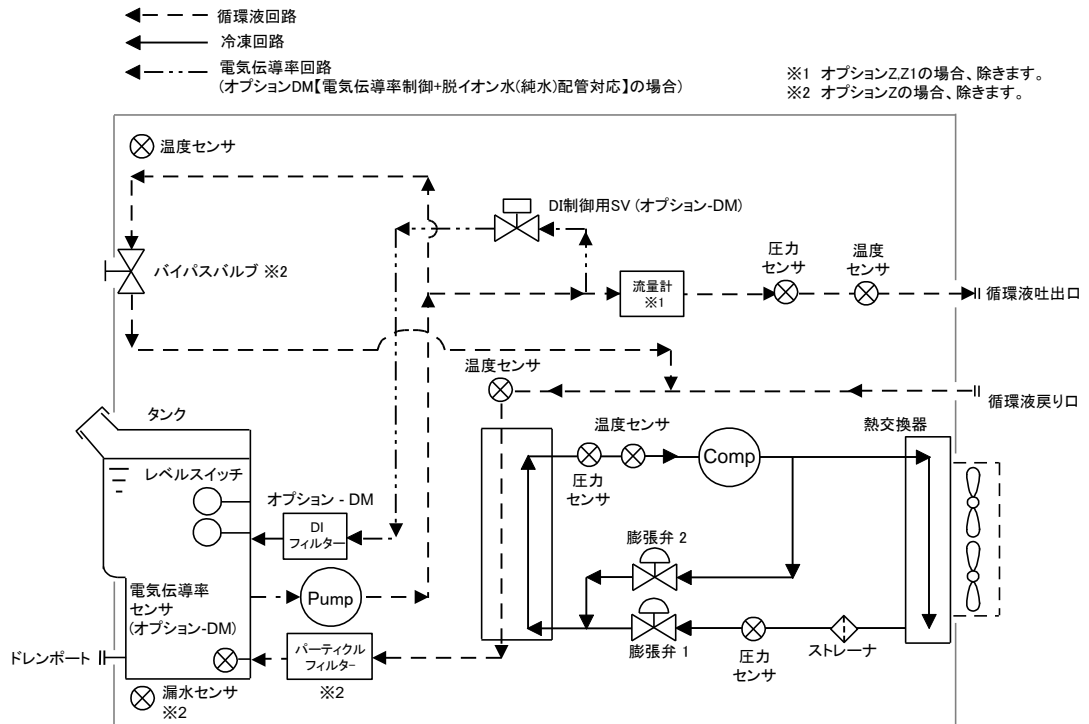 循環液回路
冷凍回路
電気伝導率回路
(オプションDM【電気伝導率制御+脱イオン水(純水)配管対応】の場合)
※1 オプションZ,Z1の場合、除きます。
※2 オプションZの場合、除きます。
温度センサ
DI制御用SV (オプション-DM)
バイパスバルブ ※2
流量計
※1
圧力
センサ
温度
センサ
循環液吐出口
温度センサ
循環液戻り口
タンク
レベルスイッチ
オプション - DM
DI
フィルター
温度センサ
圧力
センサ
Comp
熱交換器
膨張弁 2
電気伝導率
センサ
(オプション-DM)
Pump
膨張弁 1
圧力
センサ
ストレーナ
ドレンポート
パーティクル
フィルター
※2
漏水センサ
※2